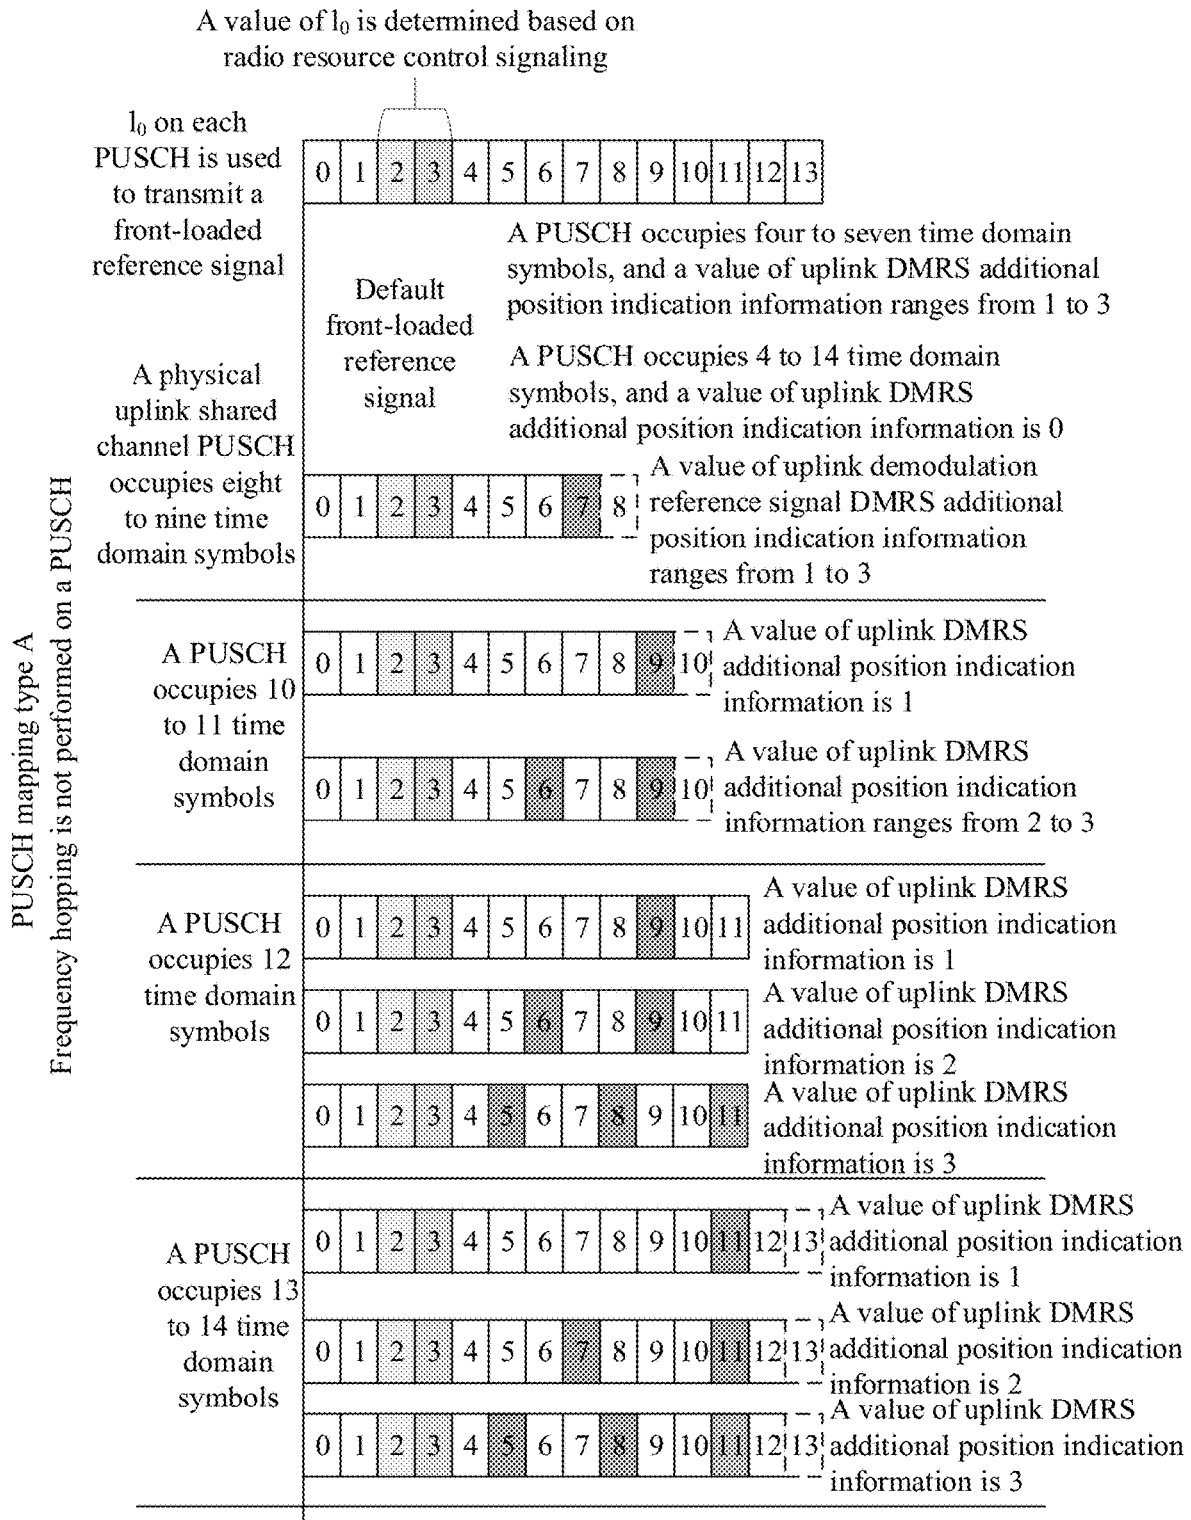 A value of l₀ is determined based on
radio resource control signaling
l₀ on each
PUSCH is used
to transmit a
front-loaded
reference signal
0 1 2 3 4 5 6 7 8 9 10 11 12 13
Default
front-loaded
reference
signal
A PUSCH occupies four to seven time domain
symbols, and a value of uplink DMRS additional
position indication information ranges from 1 to 3
A PUSCH occupies 4 to 14 time domain
symbols, and a value of uplink DMRS
additional position indication information is 0
PUSCH mapping type A
Frequency hopping is not performed on a PUSCH
A physical
uplink shared
channel PUSCH
occupies eight
to nine time
domain symbols
0 1 2 3 4 5 6 7 8
A value of uplink demodulation
reference signal DMRS additional
position indication information
ranges from 1 to 3
A PUSCH
occupies 10
to 11 time
domain
symbols
0 1 2 3 4 5 6 7 8 9 10
A value of uplink DMRS
additional position indication
information is 1
0 1 2 3 4 5 6 7 8 9 10
A value of uplink DMRS
additional position indication
information ranges from 2 to 3
A PUSCH
occupies 12
time domain
symbols
0 1 2 3 4 5 6 7 8 9 10 11
A value of uplink DMRS
additional position indication
information is 1
0 1 2 3 4 5 6 7 8 9 10 11
A value of uplink DMRS
additional position indication
information is 2
0 1 2 3 4 5 6 7 8 9 10 11
A value of uplink DMRS
additional position indication
information is 3
A PUSCH
occupies 13
to 14 time
domain
symbols
0 1 2 3 4 5 6 7 8 9 10 11 12 13
A value of uplink DMRS
additional position indication
information is 1
0 1 2 3 4 5 6 7 8 9 10 11 12 13
A value of uplink DMRS
additional position indication
information is 2
0 1 2 3 4 5 6 7 8 9 10 11 12 13
A value of uplink DMRS
additional position indication
information is 3